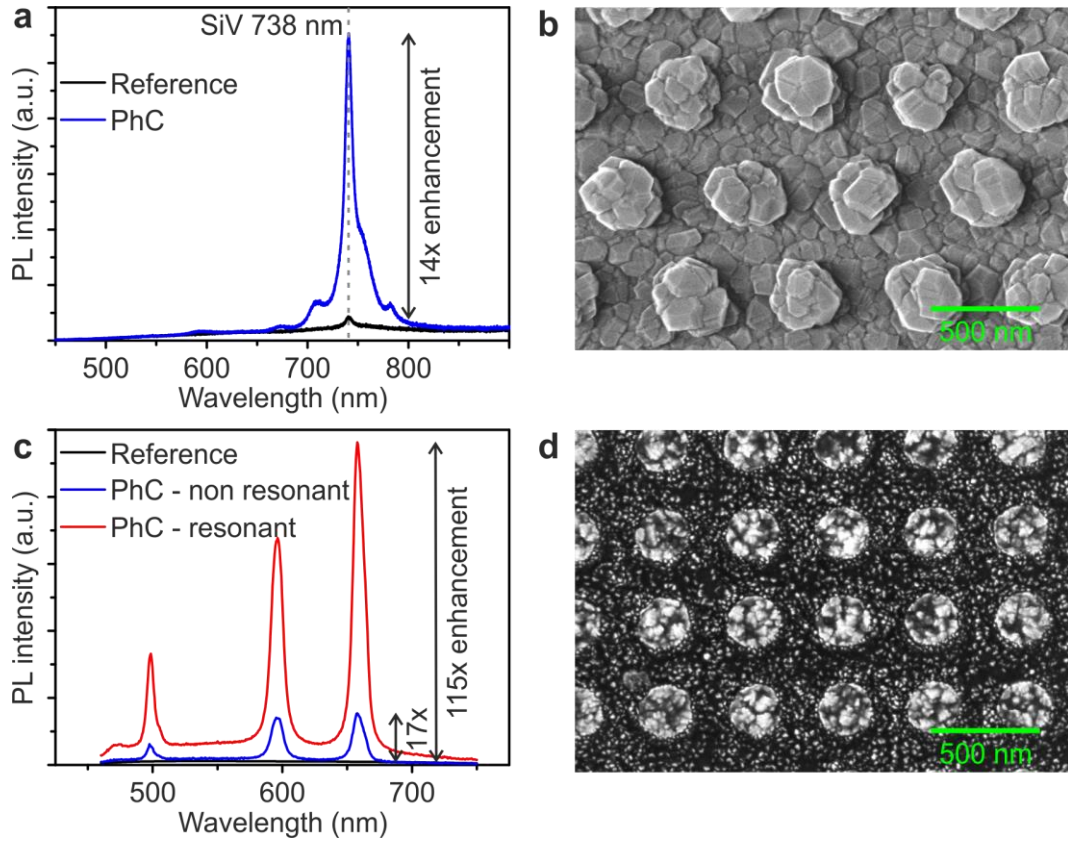 a
SiV 738 nm
Reference
PhC
14x enhancement
PL intensity (a.u.)
500 600 700 800
Wavelength (nm)
b
500 nm
c
Reference
PhC - non resonant
PhC - resonant
17x
115x enhancement
PL intensity (a.u.)
500 600 700
Wavelength (nm)
d
500 nm